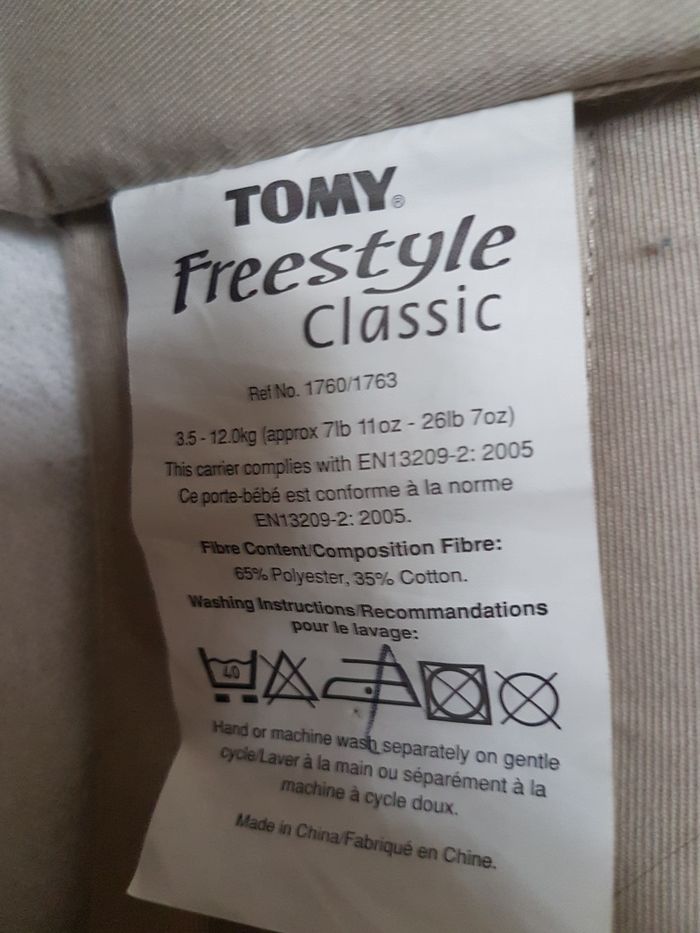 TOMY®
Freestyle
Classic
Ref No. 1760/1763
3.5 - 12.0kg (approx 7lb 11oz - 26lb 7oz)
This carrier complies with EN13209-2: 2005
Ce porte-bébé est conforme à la norme
EN13209-2: 2005.
Fibre Content/Composition Fibre:
65% Polyester, 35% Cotton.
Washing Instructions/Recommandations
pour le lavage:
40
Hand or machine wash separately on gentle
cycle/Laver à la main ou séparément à la
machine à cycle doux.
Made in China/Fabriqué en Chine.